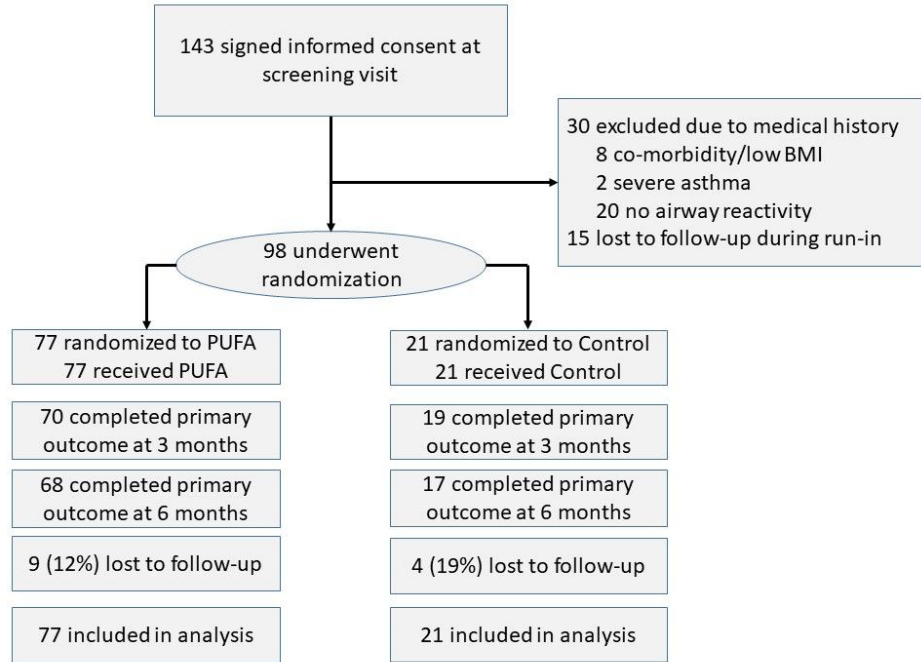 143 signed informed consent at
screening visit
30 excluded due to medical history
8 co-morbidity/low BMI
2 severe asthma
20 no airway reactivity
15 lost to follow-up during run-in
98 underwent
randomization
77 randomized to PUFA
77 received PUFA
21 randomized to Control
21 received Control
70 completed primary
outcome at 3 months
19 completed primary
outcome at 3 months
68 completed primary
outcome at 6 months
17 completed primary
outcome at 6 months
9 (12%) lost to follow-up
4 (19%) lost to follow-up
77 included in analysis
21 included in analysis